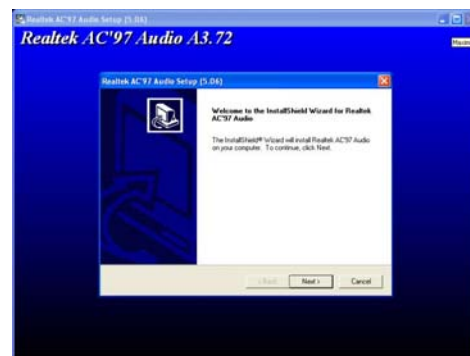 Realtek AC'97 Audio Setup (5.06)
Realtek AC'97 Audio A3.72
Realtek AC'97 Audio Setup (5.06)
Welcome to the InstallShield Wizard for Realtek
AC'97 Audio
The InstallShield® Wizard will install Realtek AC'97 Audio
on your computer. To continue, click Next.
< Back
Next >
Cancel